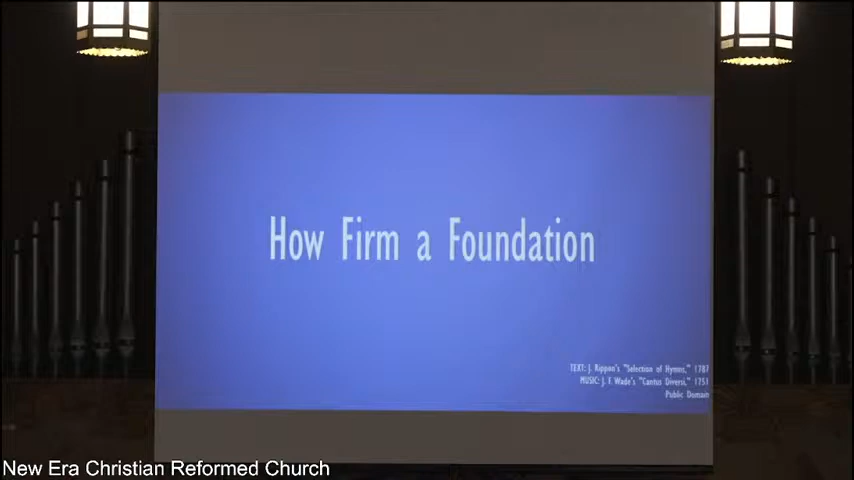 How Firm a Foundation
TEXT: J. Rippon's "Selection of Hymns," 1787
MUSIC: J. F. Wade's "Cantus Diversi," 1751
Public Domain
New Era Christian Reformed Church